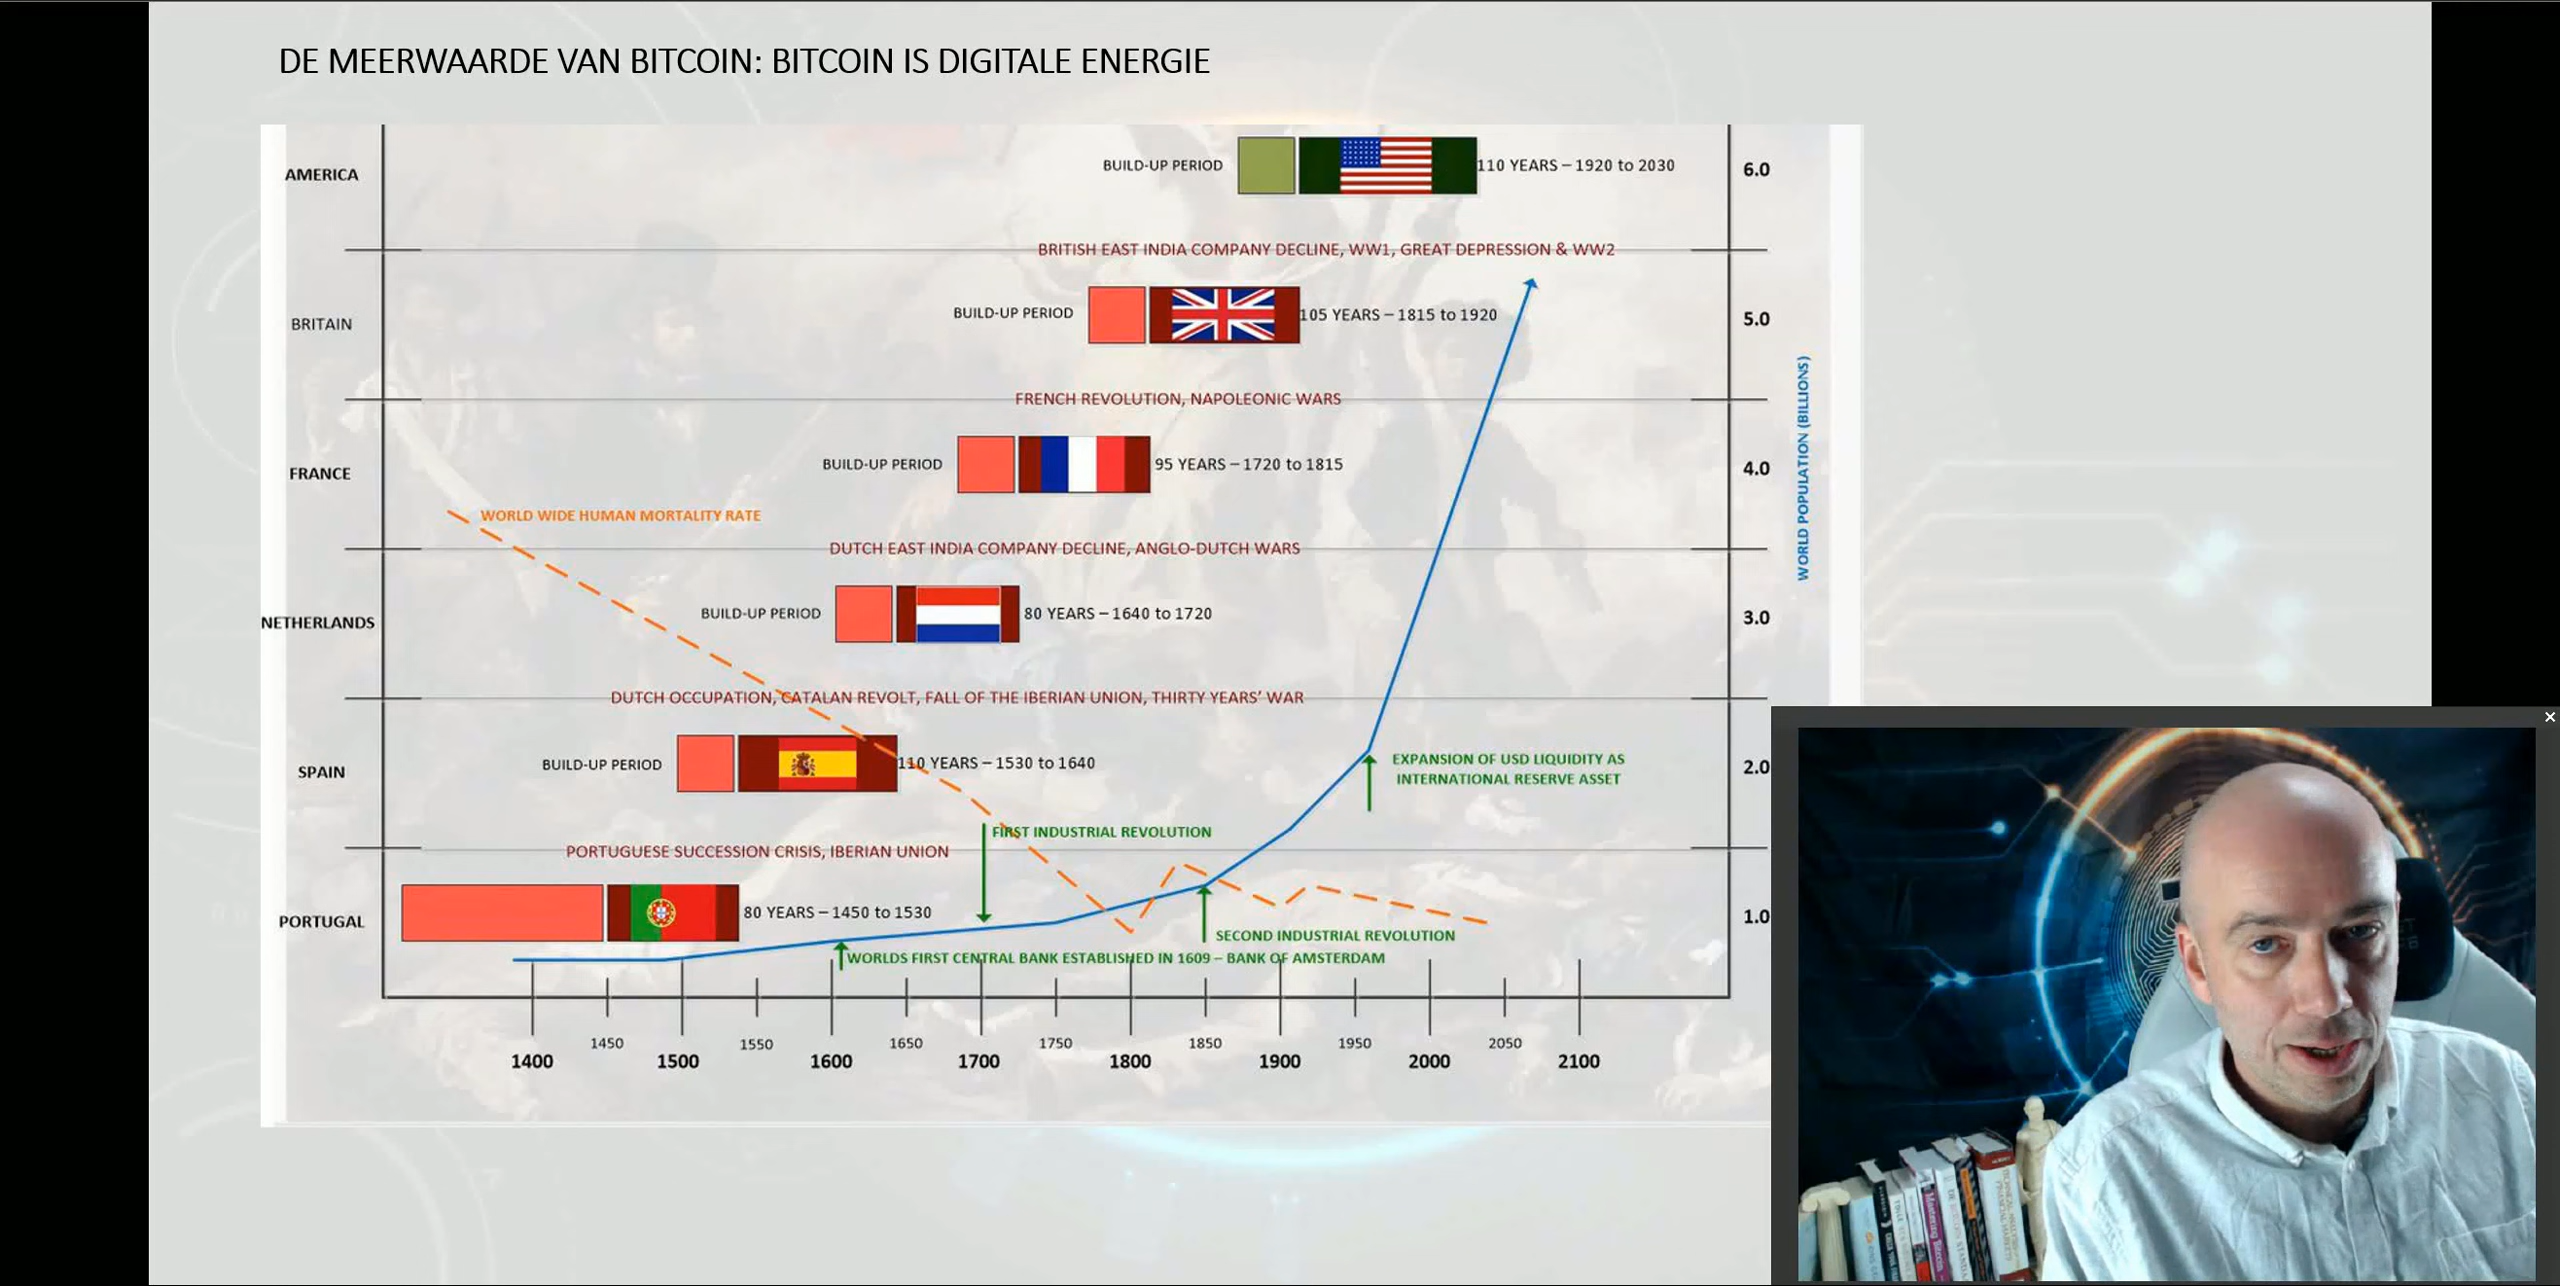 DE MEERWAARDE VAN BITCOIN: BITCOIN IS DIGITALE ENERGIE
AMERICA
BUILD-UP PERIOD
110 YEARS – 1920 to 2030
6.0
BRITISH EAST INDIA COMPANY DECLINE, WW1, GREAT DEPRESSION & WW2
BRITAIN
BUILD-UP PERIOD
105 YEARS – 1815 to 1920
5.0
FRENCH REVOLUTION, NAPOLEONIC WARS
WORLD POPULATION (BILLIONS)
FRANCE
BUILD-UP PERIOD
95 YEARS – 1720 to 1815
4.0
WORLD WIDE HUMAN MORTALITY RATE
DUTCH EAST INDIA COMPANY DECLINE, ANGLO-DUTCH WARS
NETHERLANDS
BUILD-UP PERIOD
80 YEARS – 1640 to 1720
3.0
DUTCH OCCUPATION, CATALAN REVOLT, FALL OF THE IBERIAN UNION, THIRTY YEARS' WAR
SPAIN
BUILD-UP PERIOD
110 YEARS – 1530 to 1640
EXPANSION OF USD LIQUIDITY AS
INTERNATIONAL RESERVE ASSET
2.0
FIRST INDUSTRIAL REVOLUTION
PORTUGUESE SUCCESSION CRISIS, IBERIAN UNION
PORTUGAL
80 YEARS – 1450 to 1530
1.0
SECOND INDUSTRIAL REVOLUTION
WORLDS FIRST CENTRAL BANK ESTABLISHED IN 1609 – BANK OF AMSTERDAM
1450 1550 1650 1750 1850 1950 2050
1400 1500 1600 1700 1800 1900 2000 2100
Mastering Bitcoin